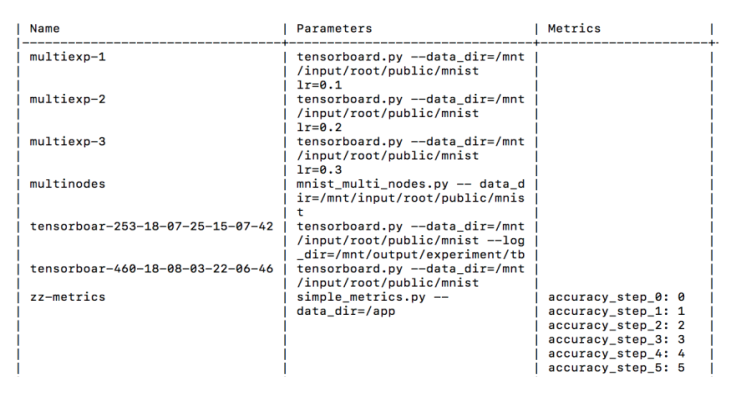 | Name | Parameters | Metrics |
|---------------------------------+--------------------------------+----------------------+-
| multiexp-1 | tensorboard.py --data_dir=/mnt | |
| | /input/root/public/mnist | |
| | lr=0.1 | |
| multiexp-2 | tensorboard.py --data_dir=/mnt | |
| | /input/root/public/mnist | |
| | lr=0.2 | |
| multiexp-3 | tensorboard.py --data_dir=/mnt | |
| | /input/root/public/mnist | |
| | lr=0.3 | |
| multinodes | mnist_multi_nodes.py -- data_d | |
| | ir=/mnt/input/root/public/mnis | |
| | t | |
| tensorboar-253-18-07-25-15-07-42 | tensorboard.py --data_dir=/mnt | |
| | /input/root/public/mnist --log | |
| | _dir=/mnt/output/experiment/tb | |
| tensorboar-460-18-08-03-22-06-46 | tensorboard.py --data_dir=/mnt | |
| | /input/root/public/mnist | |
| zz-metrics | simple_metrics.py -- | accuracy_step_0: 0 |
| | data_dir=/app | accuracy_step_1: 1 |
| | | accuracy_step_2: 2 |
| | | accuracy_step_3: 3 |
| | | accuracy_step_4: 4 |
| | | accuracy_step_5: 5 |